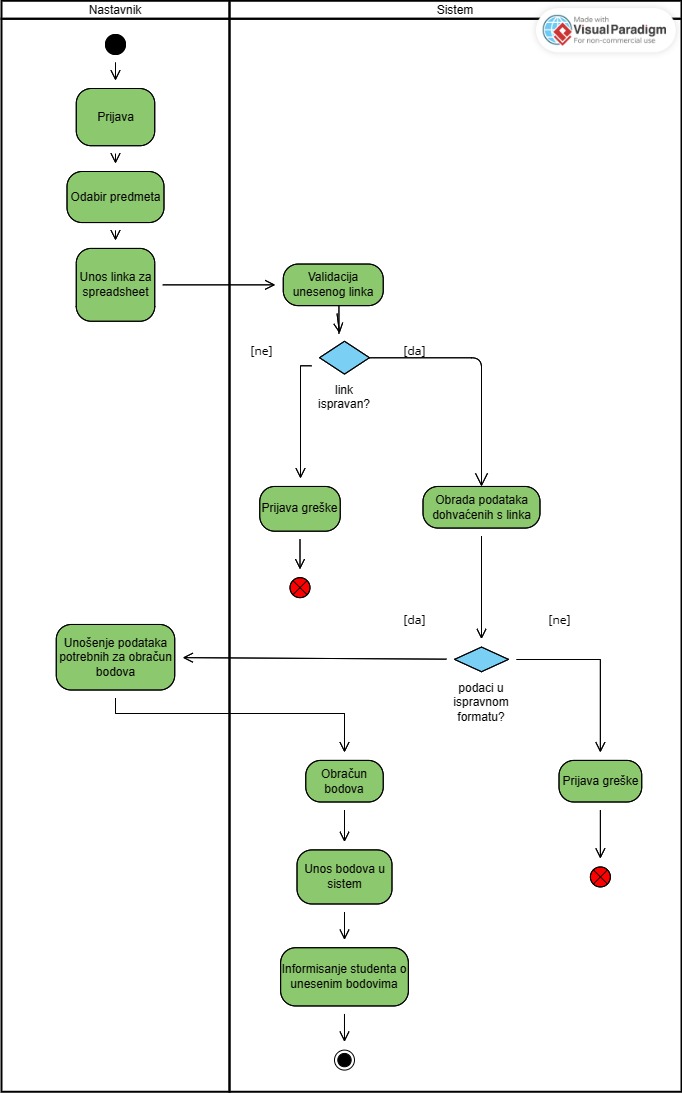 Nastavnik
Sistem
Made with
VisualParadigm
For non-commercial use
Prijava
Odabir predmeta
Unos linka za
spreadsheet
Validacija
unesenog linka
[ne]
[da]
link
ispravan?
Prijava greške
Obrada podataka
dohvaćenih s linka
[da]
[ne]
Unošenje podataka
potrebnih za obračun
bodova
podaci u
ispravnom
formatu?
Obračun
bodova
Prijava greške
Unos bodova u
sistem
Informisanje studenta o
unesenim bodovima